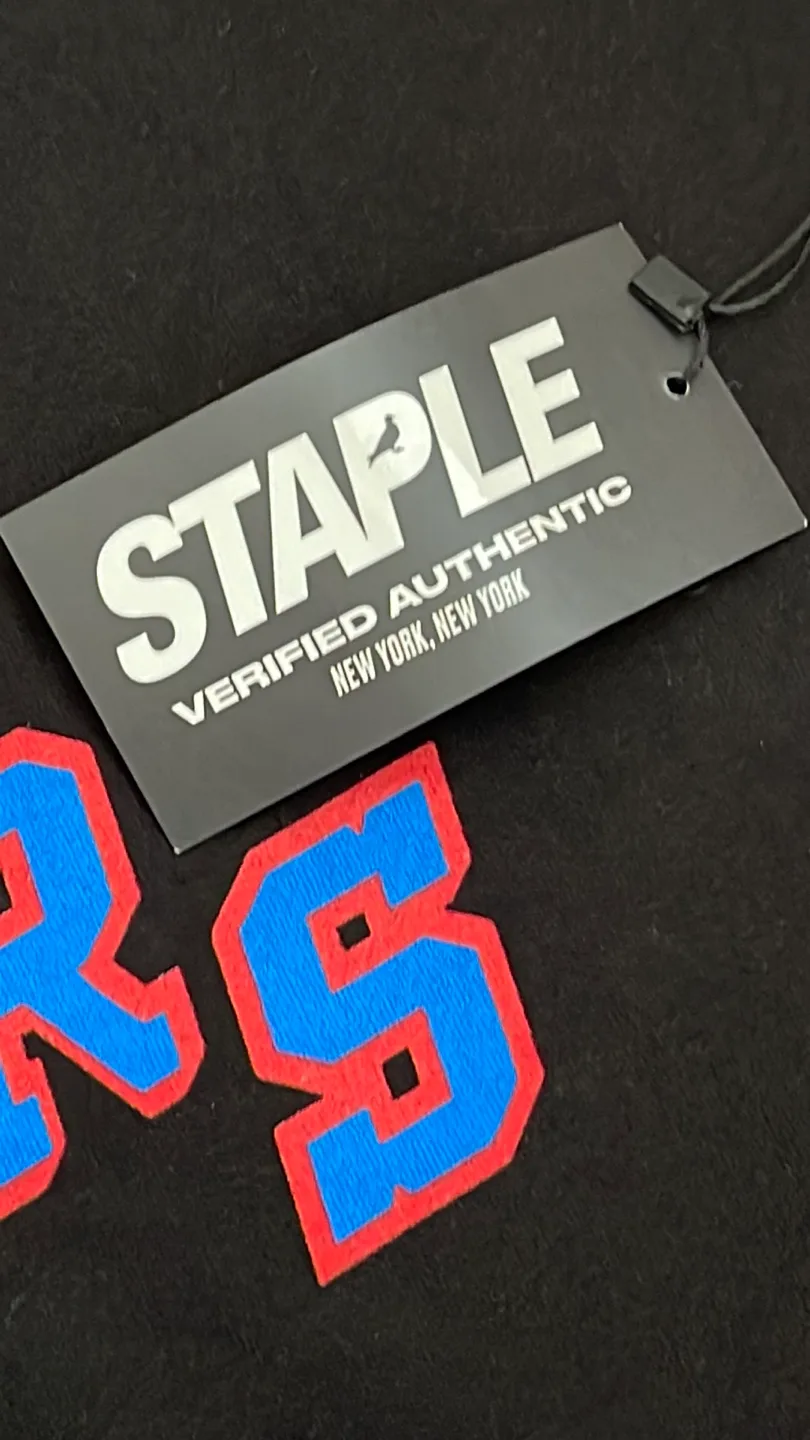 STAPLE
VERIFIED AUTHENTIC
NEW YORK, NEW YORK
RS